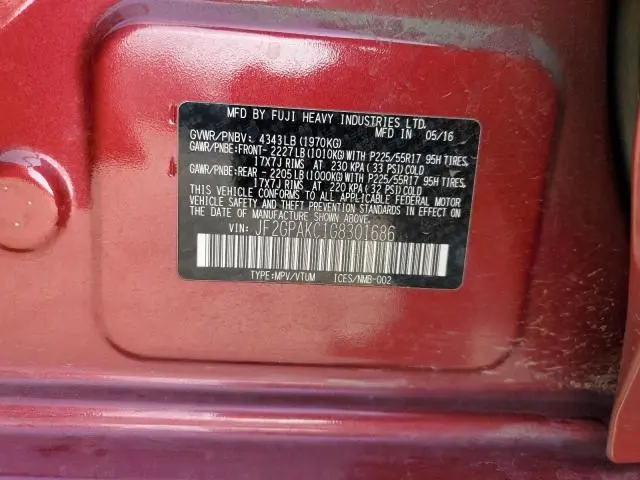 MFD BY FUJI HEAVY INDUSTRIES LTD.
MFD IN 05/16
GVWR/PNBV: 4343LB (1970KG)
GAWR/PNBE:FRONT- 2227LB(1010KG)WITH P225/55R17 95H TIRES,
17X7J RIMS AT 230 KPA (33 PSI)COLD
GAWR/PNBE:REAR - 2205LB(1000KG)WITH P225/55R17 95H TIRES,
17X7J RIMS AT 220 KPA (32 PSI)COLD
THIS VEHICLE CONFORMS TO ALL APPLICABLE FEDERAL MOTOR
VEHICLE SAFETY AND THEFT PREVENTION STANDARDS IN EFFECT
ON THE DATE OF MANUFACTURE SHOWN ABOVE.
VIN: JF2GPAKC1G8301686
TYPE:MPV/VTUM ICES/NMB-002